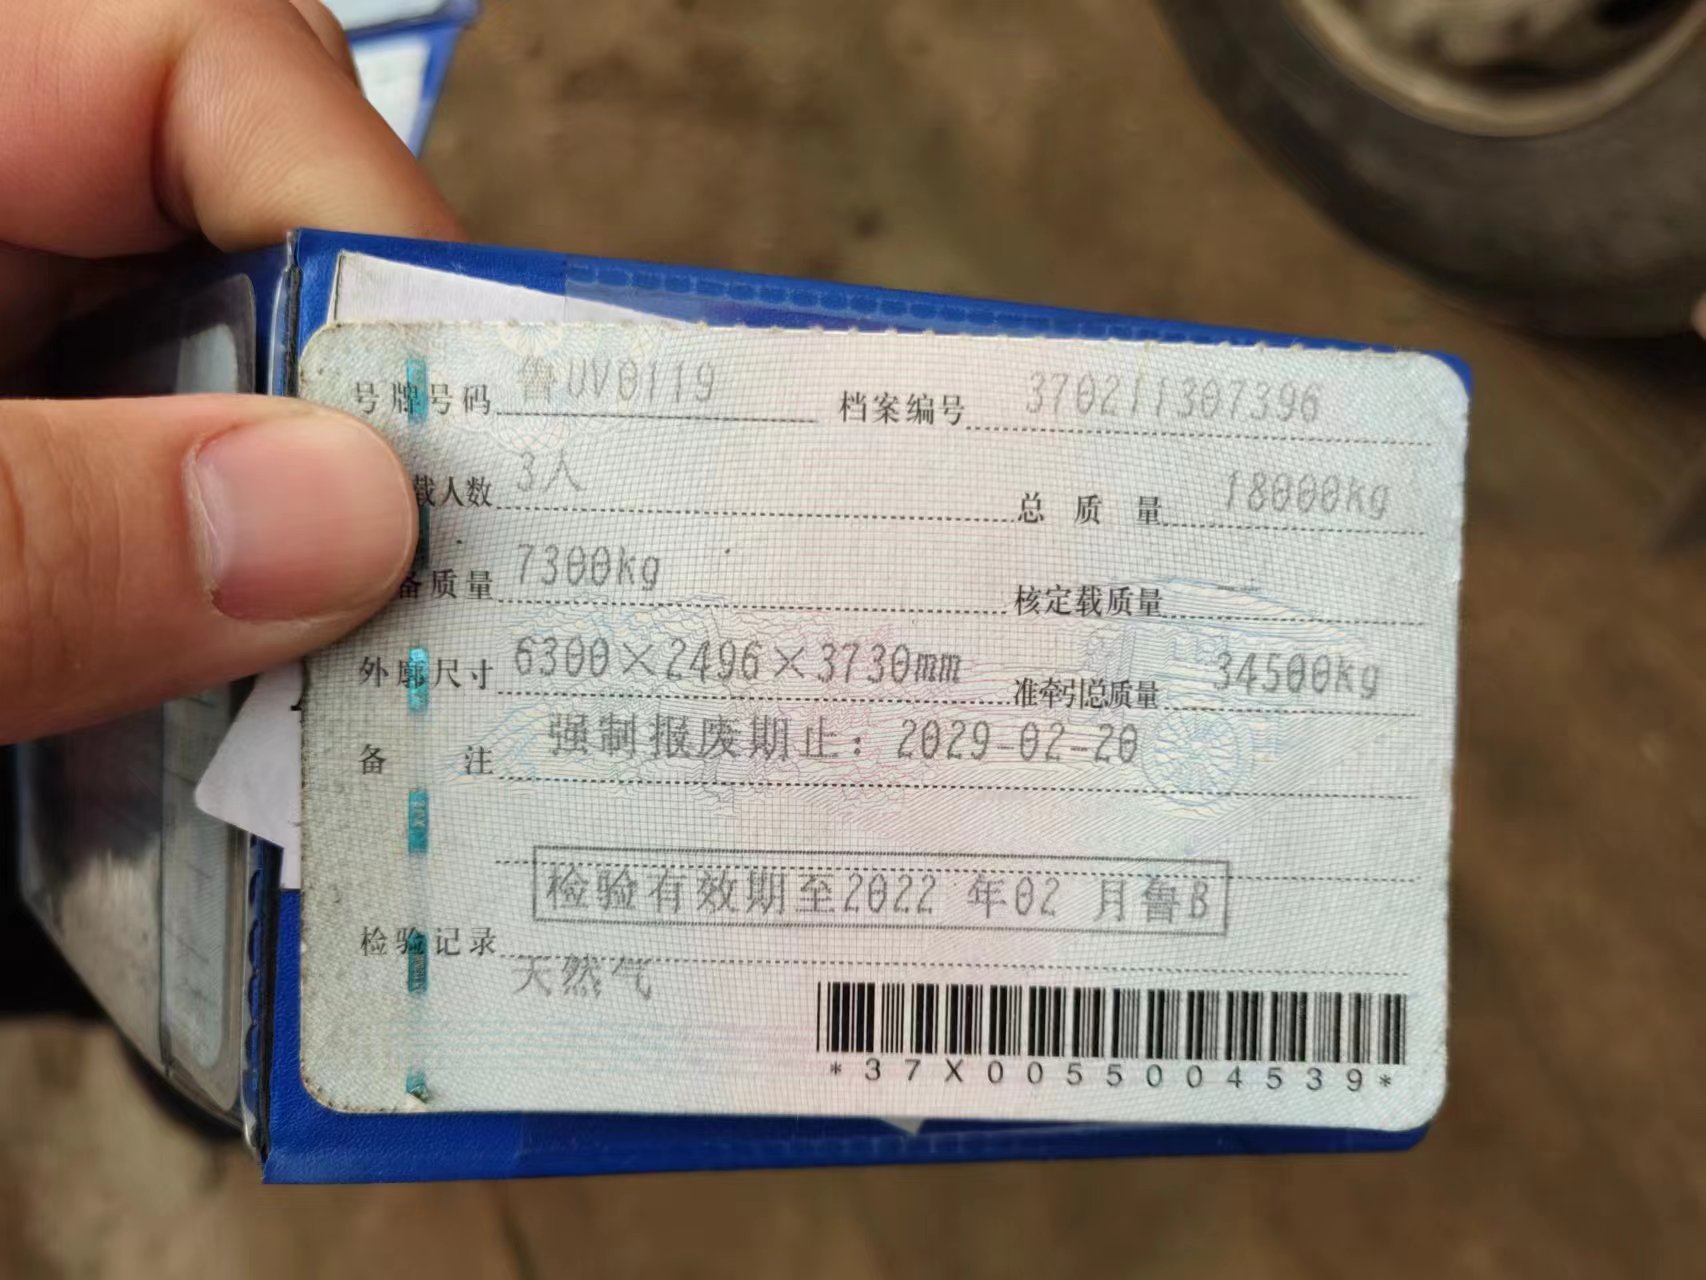 号牌号码 鲁UV0119 档案编号 370211307396
载人数 3人 总质量 18000kg
备质量 7300kg 核定载质量 --
外廓尺寸 6300×2496×3730mm 准牵引总质量 34500kg
备注 强制报废期止：2029-02-20
检验有效期至2022 年02 月鲁B
检验记录
天然气
*37X0055004539*